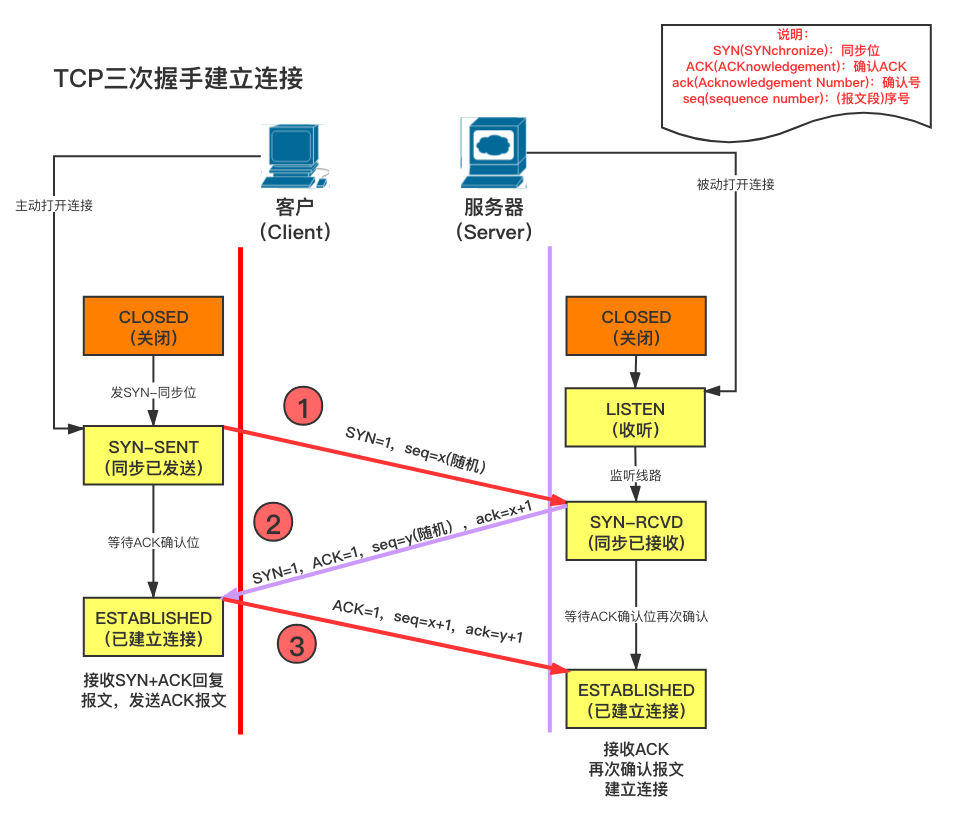 说明：
SYN(SYNchronize)：同步位
ACK(ACKnowledgement)：确认ACK
ack(Acknowledgement Number)：确认号
seq(sequence number)：(报文段)序号
TCP三次握手建立连接
主动打开连接
被动打开连接
客户
（Client）
服务器
（Server）
CLOSED
（关闭）
CLOSED
（关闭）
发SYN-同步位
LISTEN
（收听）
1
SYN=1，seq=x(随机）
SYN-SENT
（同步已发送）
监听线路
2
SYN=1，ACK=1，seq=y(随机），ack=x+1
SYN-RCVD
（同步已接收）
等待ACK确认位
ESTABLISHED
（已建立连接）
ACK=1，seq=x+1，ack=y+1
等待ACK确认位再次确认
3
接收SYN+ACK回复
报文，发送ACK报文
ESTABLISHED
（已建立连接）
接收ACK
再次确认报文
建立连接